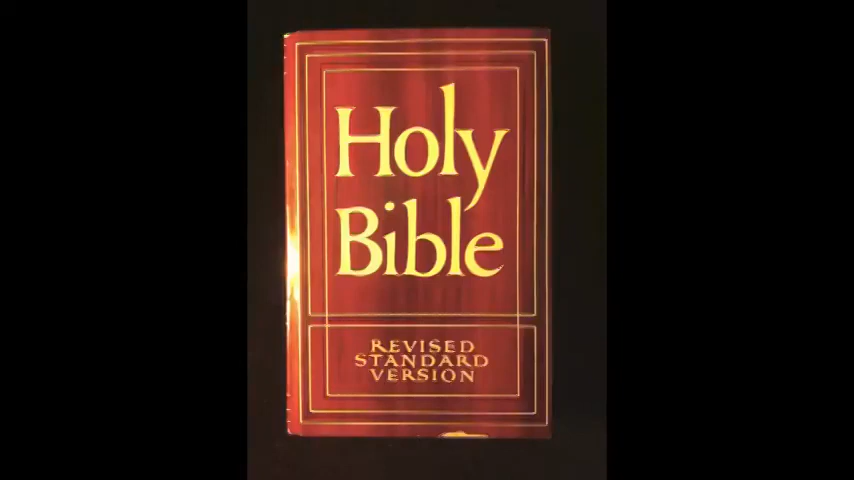 Holy
Bible
REVISED
STANDARD
VERSION